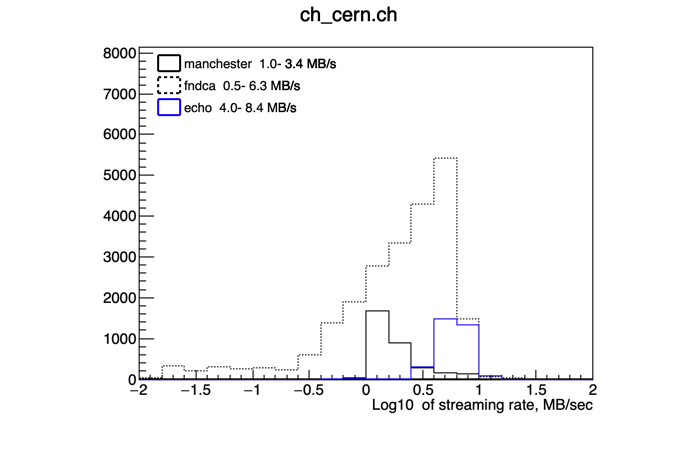 ch_cern.ch
manchester 1.0- 3.4 MB/s
fndca 0.5- 6.3 MB/s
echo 4.0- 8.4 MB/s
8000
7000
6000
5000
4000
3000
2000
1000
0
−2 −1.5 −1 −0.5 0 0.5 1 1.5 2
Log10 of streaming rate, MB/sec